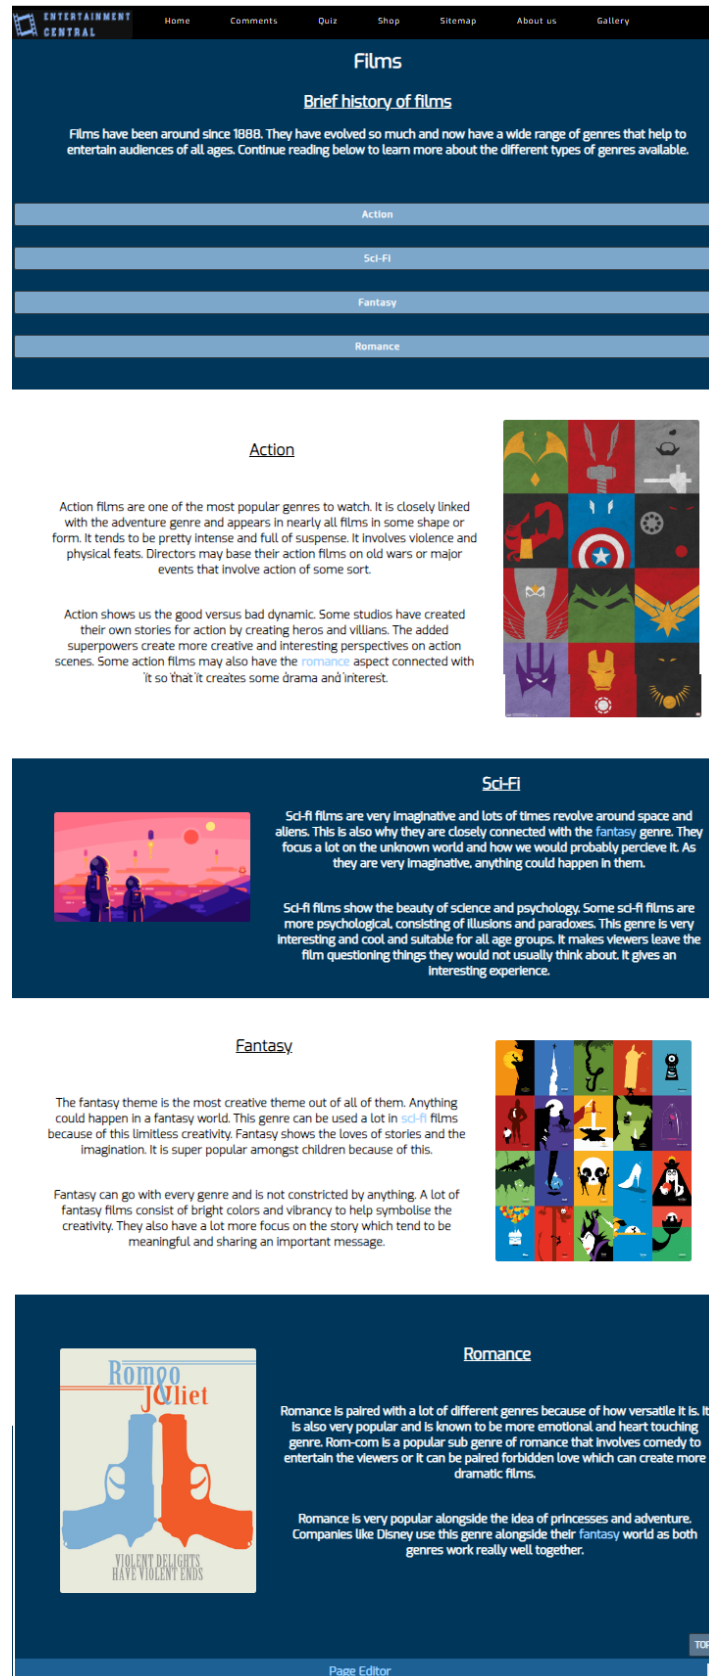 ENTERTAINMENT
CENTRAL
Home Comments Quiz Shop Sitemap About us Gallery
Films
Brief history of films
Films have been around since 1888. They have evolved so much and now have a wide range of genres that help to
entertain audiences of all ages. Continue reading below to learn more about the different types of genres available.
Action
Sci-Fi
Fantasy
Romance
Action
Action films are one of the most popular genres to watch. It is closely linked
with the adventure genre and appears in nearly all films in some shape or
form. It tends to be pretty intense and full of suspense. It involves violence and
physical feats. Directors may base their action films on old wars or major
events that involve action of some sort.
Action shows us the good versus bad dynamic. Some studios have created
their own stories for action by creating heros and villians. The added
superpowers create more creative and interesting perspectives on action
scenes. Some action films may also have the romance aspect connected with
it so that it creates some drama and interest.
Sci-Fi
Sci-fi films are very imaginative and lots of times revolve around space and
aliens. This is also why they are closely connected with the fantasy genre. They
focus a lot on the unknown world and how we would probably percieve it. As
they are very imaginative, anything could happen in them.
Sci-fi films show the beauty of science and psychology. Some sci-fi films are
more psychological, consisting of illusions and paradoxes. This genre is very
interesting and cool and suitable for all age groups. It makes viewers leave the
film questioning things they would not usually think about. It gives an
interesting experience.
Fantasy
The fantasy theme is the most creative theme out of all of them. Anything
could happen in a fantasy world. This genre can be used a lot in sci-fi films
because of this limitless creativity. Fantasy shows the loves of stories and the
imagination. It is super popular amongst children because of this.
Fantasy can go with every genre and is not constricted by anything. A lot of
fantasy films consist of bright colors and vibrancy to help symbolise the
creativity. They also have a lot more focus on the story which tend to be
meaningful and sharing an important message.
Romeo
&
Juliet
VIOLENT DELIGHTS
HAVE VIOLENT ENDS
Romance
Romance is paired with a lot of different genres because of how versatile it is. It
is also very popular and is known to be more emotional and heart touching
genre. Rom-com is a popular sub genre of romance that involves comedy to
entertain the viewers or it can be paired forbidden love which can create more
dramatic films.
Romance is very popular alongside the idea of princesses and adventure.
Companies like Disney use this genre alongside their fantasy world as both
genres work really well together.
TOP
Page Editor